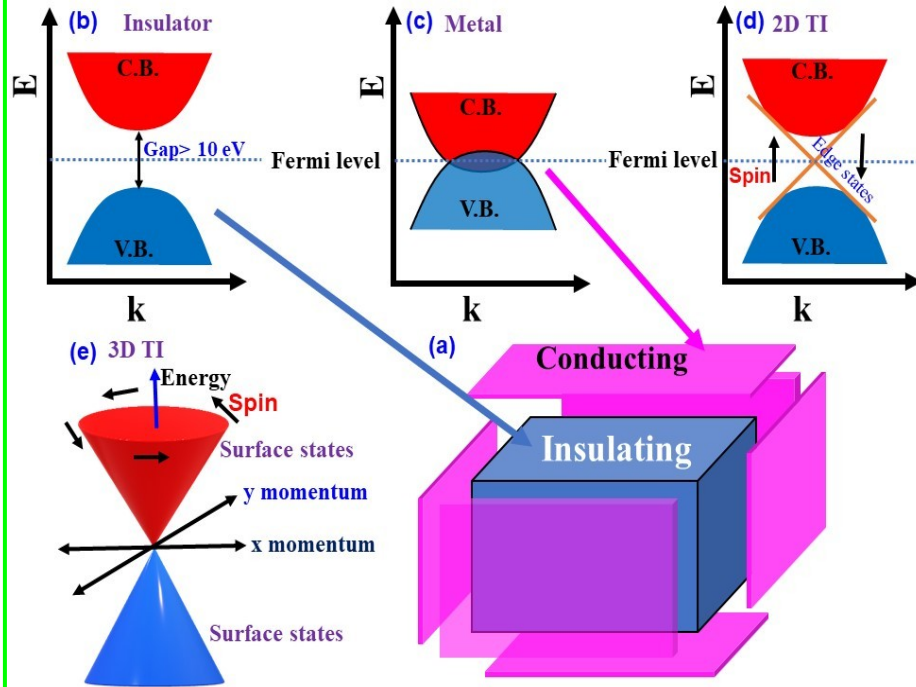 (b) Insulator
E
C.B.
Gap> 10 eV
V.B.
k
Fermi level
(c) Metal
E
C.B.
V.B.
k
Fermi level
(d) 2D TI
E
C.B.
Spin
Edge states
V.B.
k
(e) 3D TI
Energy
Spin
Surface states
y momentum
x momentum
Surface states
(a)
Conducting
Insulating